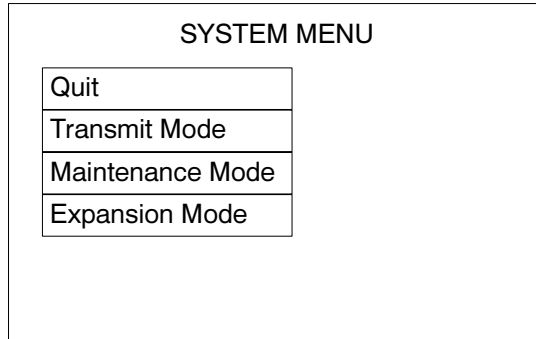 SYSTEM MENU
Quit
Transmit Mode
Maintenance Mode
Expansion Mode